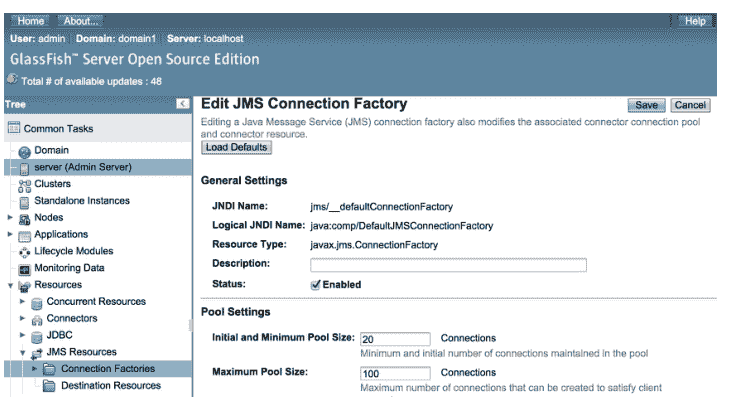 Home About... Help
User: admin Domain: domain1 Server: localhost
GlassFish™ Server Open Source Edition
Total # of available updates : 48
Tree
Common Tasks
Domain
server (Admin Server)
Clusters
Standalone Instances
Nodes
Applications
Lifecycle Modules
Monitoring Data
Resources
Concurrent Resources
Connectors
JDBC
JMS Resources
Connection Factories
Destination Resources
Edit JMS Connection Factory
Save Cancel
Editing a Java Message Service (JMS) connection factory also modifies the associated connector connection pool
and connector resource.
Load Defaults
General Settings
JNDI Name: jms/__defaultConnectionFactory
Logical JNDI Name: java:comp/DefaultJMSConnectionFactory
Resource Type: javax.jms.ConnectionFactory
Description:
Status: Enabled
Pool Settings
Initial and Minimum Pool Size: 20 Connections
Minimum and initial number of connections maintained in the pool
Maximum Pool Size: 100 Connections
Maximum number of connections that can be created to satisfy client